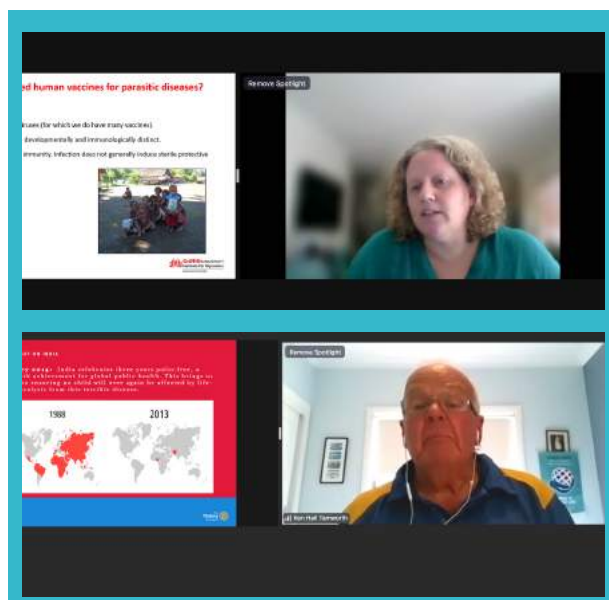 ed human vaccines for parasitic diseases?
Remove Spotlight
(for which we do have many vaccines)
developmentally and immunologically distinct.
immunity. Infection does not generally induce sterile protective
Griffith
Remove Spotlight
India celebrates three years polio free, a
achievement for global public health. This brings us
ensuring no child will ever again be affected by life-
from this terrible disease.
1988
2013
Rotary
Ken Hall Tamworth